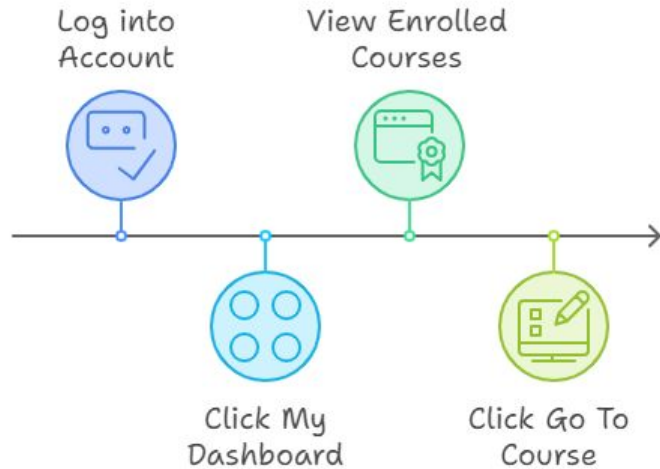 Log into
Account
View Enrolled
Courses
Click My
Dashboard
Click Go To
Course